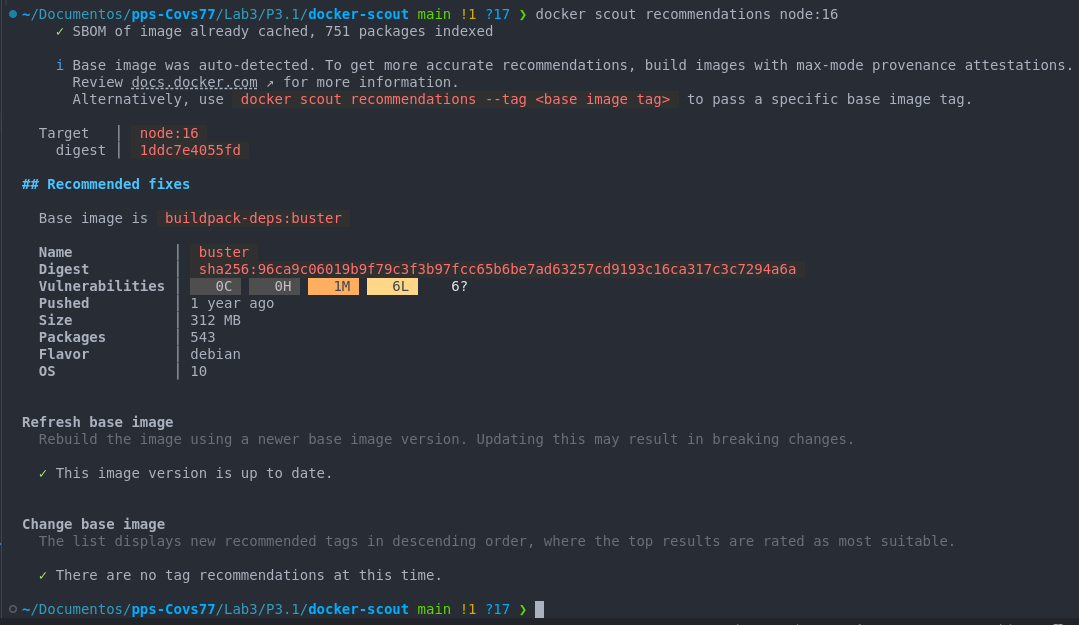 ~/Documentos/pps-Covs77/Lab3/P3.1/docker-scout main !1 ?17 ❯ docker scout recommendations node:16
✓ SBOM of image already cached, 751 packages indexed
i Base image was auto-detected. To get more accurate recommendations, build images with max-mode provenance attestations.
Review docs.docker.com ↗ for more information.
Alternatively, use docker scout recommendations --tag <base image tag> to pass a specific base image tag.
Target │ node:16
digest │ 1ddc7e4055fd
## Recommended fixes
Base image is buildpack-deps:buster
Name │ buster
Digest │ sha256:96ca9c06019b9f79c3f3b97fcc65b6be7ad63257cd9193c16ca317c3c7294a6a
Vulnerabilities │ 0C 0H 1M 6L 6?
Pushed │ 1 year ago
Size │ 312 MB
Packages │ 543
Flavor │ debian
OS │ 10
Refresh base image
Rebuild the image using a newer base image version. Updating this may result in breaking changes.
✓ This image version is up to date.
Change base image
The list displays new recommended tags in descending order, where the top results are rated as most suitable.
✓ There are no tag recommendations at this time.
~/Documentos/pps-Covs77/Lab3/P3.1/docker-scout main !1 ?17 ❯